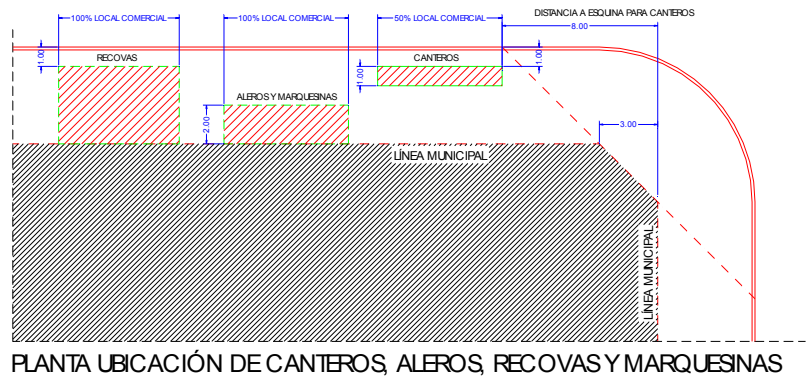 DISTANCIA A ESQUINA PARA CANTEROS
100% LOCAL COMERCIAL
100% LOCAL COMERCIAL
50% LOCAL COMERCIAL
8.00
1.00
RECOVAS
CANTEROS
1.00
1.00
ALEROS Y MARQUESINAS
2.00
3.00
LÍNEA MUNICIPAL
LÍNEA MUNICIPAL
PLANTA UBICACIÓN DE CANTEROS, ALEROS, RECOVAS Y MARQUESINAS